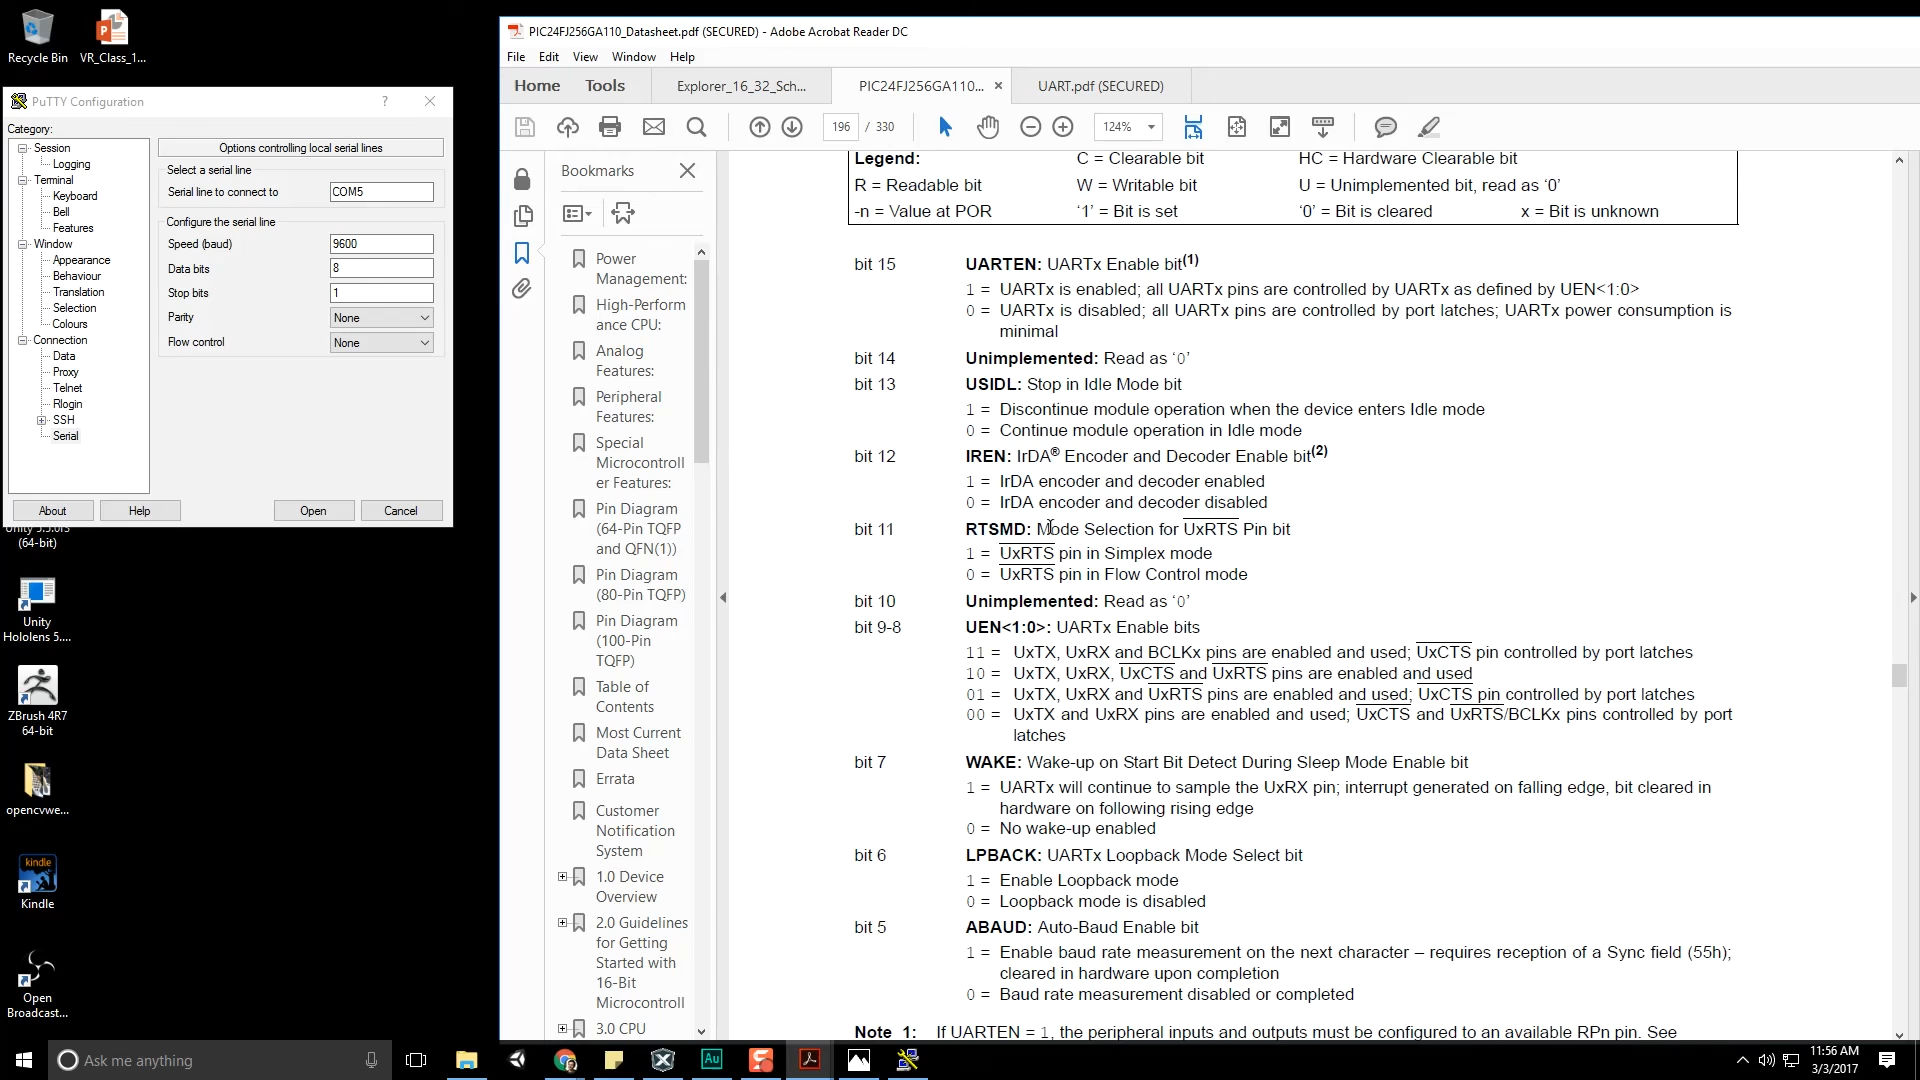 Recycle Bin
VR_Class_1...
PuTTY Configuration
?
Category:
Session
Logging
Terminal
Keyboard
Bell
Features
Window
Appearance
Behaviour
Translation
Selection
Colours
Connection
Data
Proxy
Telnet
Rlogin
SSH
Serial
Options controlling local serial lines
Select a serial line
Serial line to connect to
COM5
Configure the serial line
Speed (baud)
9600
Data bits
8
Stop bits
1
Parity
None
Flow control
None
About
Help
Open
Cancel
(64-bit)
Unity
Hololens 5....
ZBrush 4R7
64-bit
opencvwe...
kindle
Kindle
Open
Broadcast...
PIC24FJ256GA110_Datasheet.pdf (SECURED) - Adobe Acrobat Reader DC
File Edit View Window Help
Home
Tools
Explorer_16_32_Sch...
PIC24FJ256GA110...
UART.pdf (SECURED)
196 / 330
124%
Bookmarks
Power
Management:
High-Perform
ance CPU:
Analog
Features:
Peripheral
Features:
Special
Microcontroll
er Features:
Pin Diagram
(64-Pin TQFP
and QFN(1))
Pin Diagram
(80-Pin TQFP)
Pin Diagram
(100-Pin
TQFP)
Table of
Contents
Most Current
Data Sheet
Errata
Customer
Notification
System
1.0 Device
Overview
2.0 Guidelines
for Getting
Started with
16-Bit
Microcontroll
3.0 CPU
Legend: C = Clearable bit HC = Hardware Clearable bit
R = Readable bit W = Writable bit U = Unimplemented bit, read as ‘0’
-n = Value at POR ‘1’ = Bit is set ‘0’ = Bit is cleared x = Bit is unknown
bit 15 UARTEN: UARTx Enable bit(1)
1 = UARTx is enabled; all UARTx pins are controlled by UARTx as defined by UEN<1:0>
0 = UARTx is disabled; all UARTx pins are controlled by port latches; UARTx power consumption is
minimal
bit 14 Unimplemented: Read as ‘0’
bit 13 USIDL: Stop in Idle Mode bit
1 = Discontinue module operation when the device enters Idle mode
0 = Continue module operation in Idle mode
bit 12 IREN: IrDA® Encoder and Decoder Enable bit(2)
1 = IrDA encoder and decoder enabled
0 = IrDA encoder and decoder disabled
bit 11 RTSMD: Mode Selection for UxRTS Pin bit
1 = UxRTS pin in Simplex mode
0 = UxRTS pin in Flow Control mode
bit 10 Unimplemented: Read as ‘0’
bit 9-8 UEN<1:0>: UARTx Enable bits
11 = UxTX, UxRX and BCLKx pins are enabled and used; UxCTS pin controlled by port latches
10 = UxTX, UxRX, UxCTS and UxRTS pins are enabled and used
01 = UxTX, UxRX and UxRTS pins are enabled and used; UxCTS pin controlled by port latches
00 = UxTX and UxRX pins are enabled and used; UxCTS and UxRTS/BCLKx pins controlled by port
latches
bit 7 WAKE: Wake-up on Start Bit Detect During Sleep Mode Enable bit
1 = UARTx will continue to sample the UxRX pin; interrupt generated on falling edge, bit cleared in
hardware on following rising edge
0 = No wake-up enabled
bit 6 LPBACK: UARTx Loopback Mode Select bit
1 = Enable Loopback mode
0 = Loopback mode is disabled
bit 5 ABAUD: Auto-Baud Enable bit
1 = Enable baud rate measurement on the next character – requires reception of a Sync field (55h);
cleared in hardware upon completion
0 = Baud rate measurement disabled or completed
Note 1: If UARTEN = 1, the peripheral inputs and outputs must be configured to an available RPn pin. See
Ask me anything
Au
11:56 AM
3/3/2017